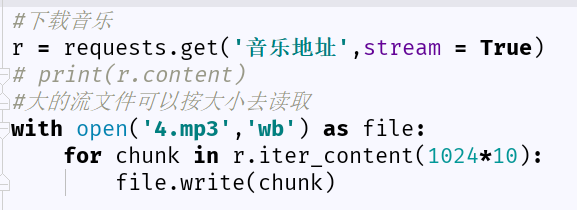 #下载音乐
r = requests.get('音乐地址',stream = True)
# print(r.content)
#大的流文件可以按大小去读取
with open('4.mp3','wb') as file:
    for chunk in r.iter_content(1024*10):
        file.write(chunk)